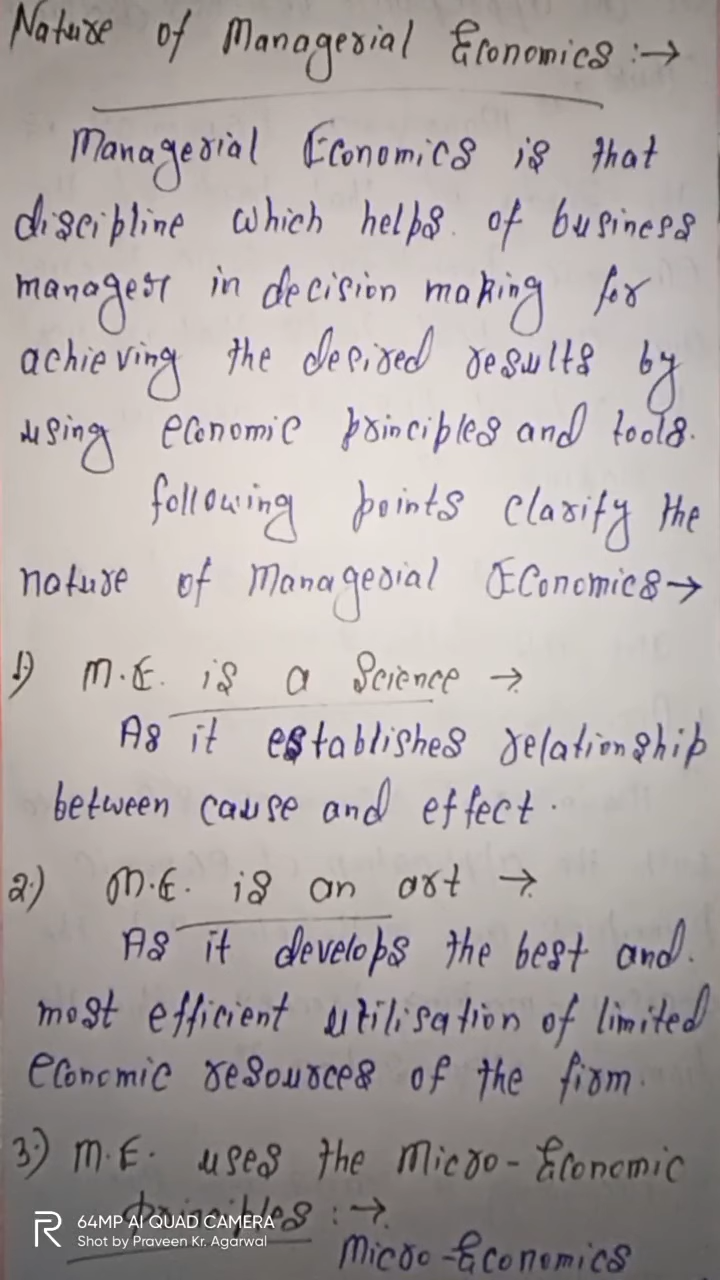 Nature of Managerial Economics :→
Managerial Economics is that
discipline which helps. of business
manager in decision making for
achieving the desired results by
using economic principles and tools.
following points clarify the
nature of Managerial Economics→
1) M.E. is a Science →
As it establishes relationship
between cause and effect.
2.) M.E. is an art →
As it develops the best and.
most efficient utilisation of limited
economic resources of the firm.
3.) M.E. uses the Micro-Economic
principles :→
64MP AI QUAD CAMERA
Shot by Praveen Kr. Agarwal
Micro-Economics